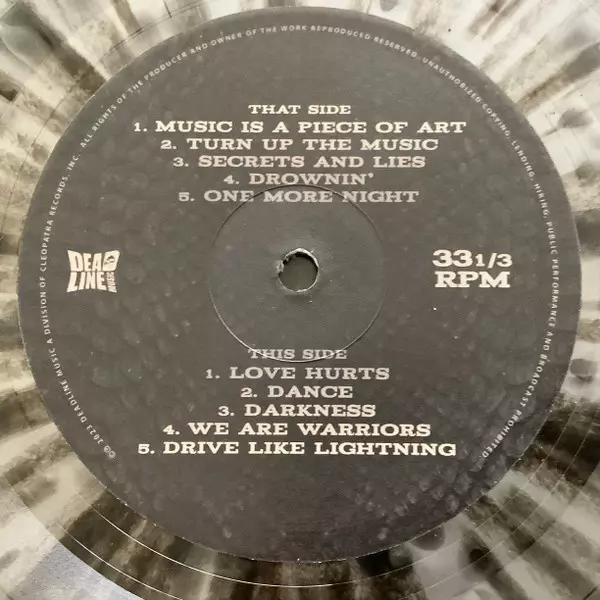 THAT SIDE
1. MUSIC IS A PIECE OF ART
2. TURN UP THE MUSIC
3. SECRETS AND LIES
4. DROWNIN'
5. ONE MORE NIGHT
DEAD
LINE
MUSIC
33 1/3
RPM
THIS SIDE
1. LOVE HURTS
2. DANCE
3. DARKNESS
4. WE ARE WARRIORS
5. DRIVE LIKE LIGHTNING
©℗ 2023 DEADLINE MUSIC A DIVISION OF CLEOPATRA RECORDS, INC. ALL RIGHTS OF THE PRODUCER AND OWNER OF THE WORK REPRODUCED RESERVED. UNAUTHORIZED COPYING, LENDING, HIRING, PUBLIC PERFORMANCE AND BROADCAST PROHIBITED.